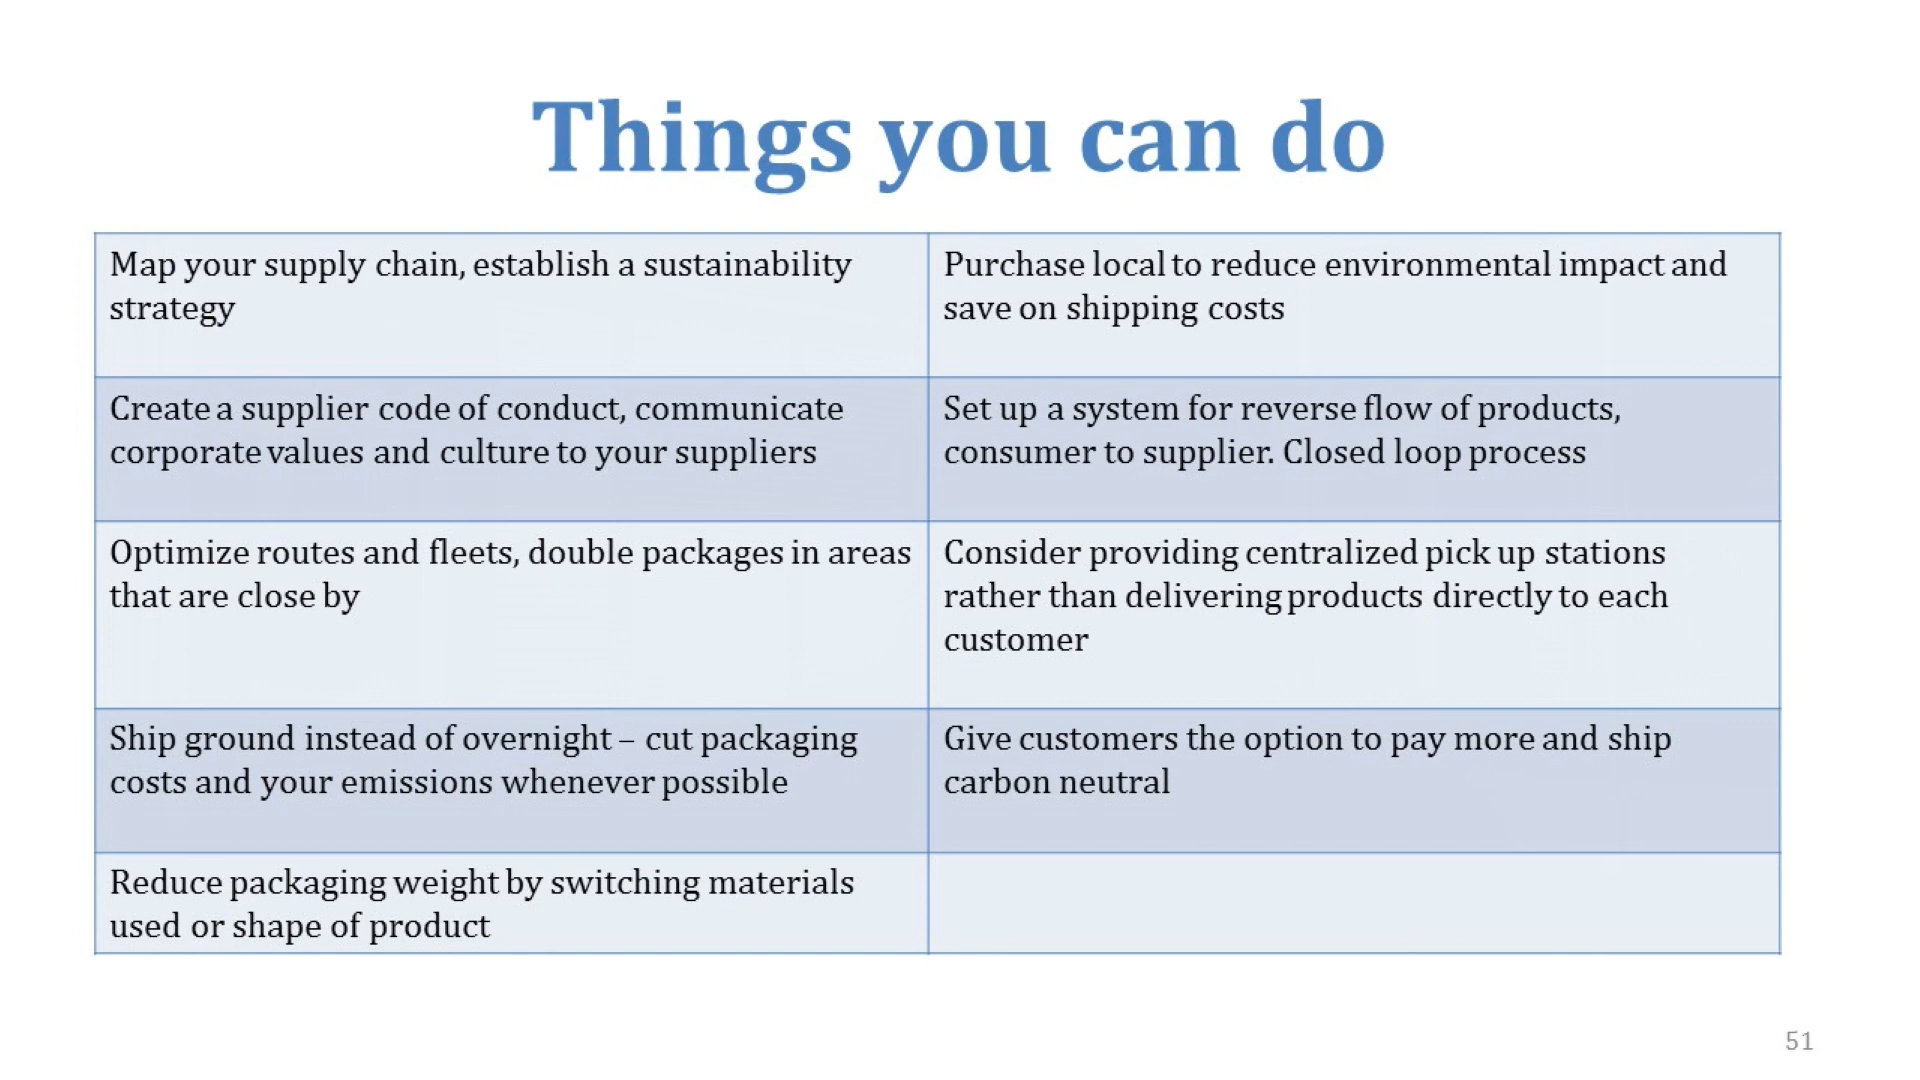 Things you can do
Map your supply chain, establish a sustainability
strategy
Purchase local to reduce environmental impact and
save on shipping costs
Create a supplier code of conduct, communicate
corporate values and culture to your suppliers
Set up a system for reverse flow of products,
consumer to supplier. Closed loop process
Optimize routes and fleets, double packages in areas
that are close by
Consider providing centralized pick up stations
rather than delivering products directly to each
customer
Ship ground instead of overnight – cut packaging
costs and your emissions whenever possible
Give customers the option to pay more and ship
carbon neutral
Reduce packaging weight by switching materials
used or shape of product
51